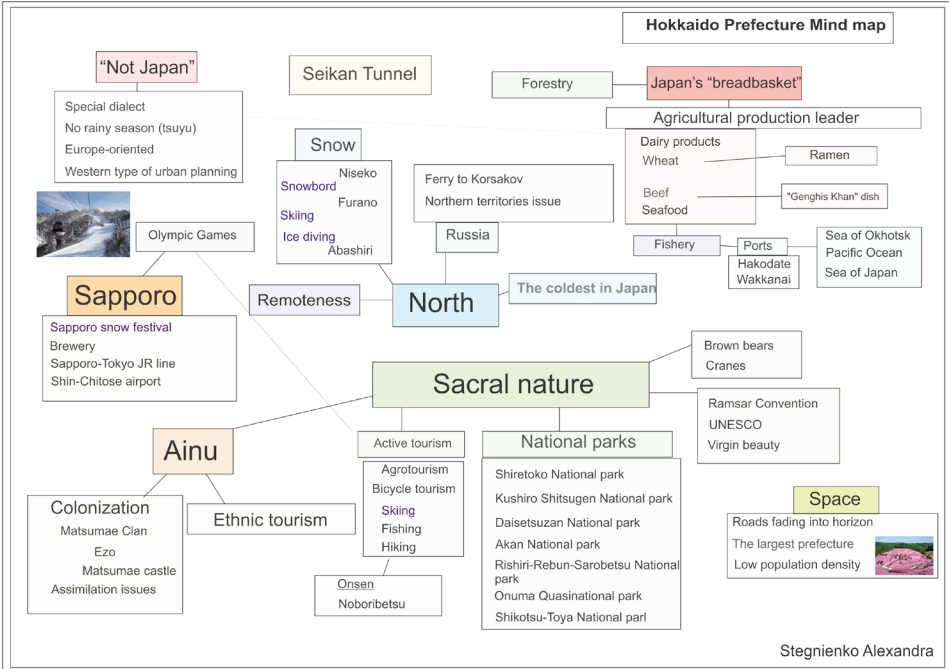 Hokkaido Prefecture Mind map
"Not Japan"
Special dialect
No rainy season (tsuyu)
Europe-oriented
Western type of urban planning
Seikan Tunnel
Forestry
Japan's "breadbasket"
Agricultural production leader
Dairy products
Wheat
Beef
Seafood
Ramen
"Genghis Khan" dish
Fishery
Ports
Hakodate
Wakkanai
Sea of Okhotsk
Pacific Ocean
Sea of Japan
Snow
Niseko
Snowbord
Furano
Skiing
Ice diving
Abashiri
Ferry to Korsakov
Northern territories issue
Russia
Olympic Games
Sapporo
Sapporo snow festival
Brewery
Sapporo-Tokyo JR line
Shin-Chitose airport
Remoteness
North
The coldest in Japan
Sacral nature
Brown bears
Cranes
Ramsar Convention
UNESCO
Virgin beauty
Ainu
Colonization
Matsumae Clan
Ezo
Matsumae castle
Assimilation issues
Ethnic tourism
Active tourism
Agrotourism
Bicycle tourism
Skiing
Fishing
Hiking
Onsen
Noboribetsu
National parks
Shiretoko National park
Kushiro Shitsugen National park
Daisetsuzan National park
Akan National park
Rishiri-Rebun-Sarobetsu National
park
Onuma Quasinational park
Shikotsu-Toya National parl
Space
Roads fading into horizon
The largest prefecture
Low population density
Stegnienko Alexandra